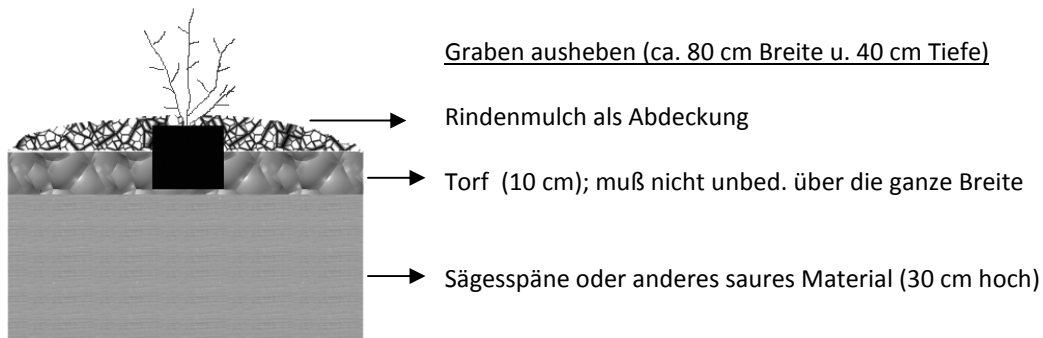 Graben ausheben (ca. 80 cm Breite u. 40 cm Tiefe)
Rindenmulch als Abdeckung
Torf (10 cm); muß nicht unbed. über die ganze Breite
Sägesspäne oder anderes saures Material (30 cm hoch)